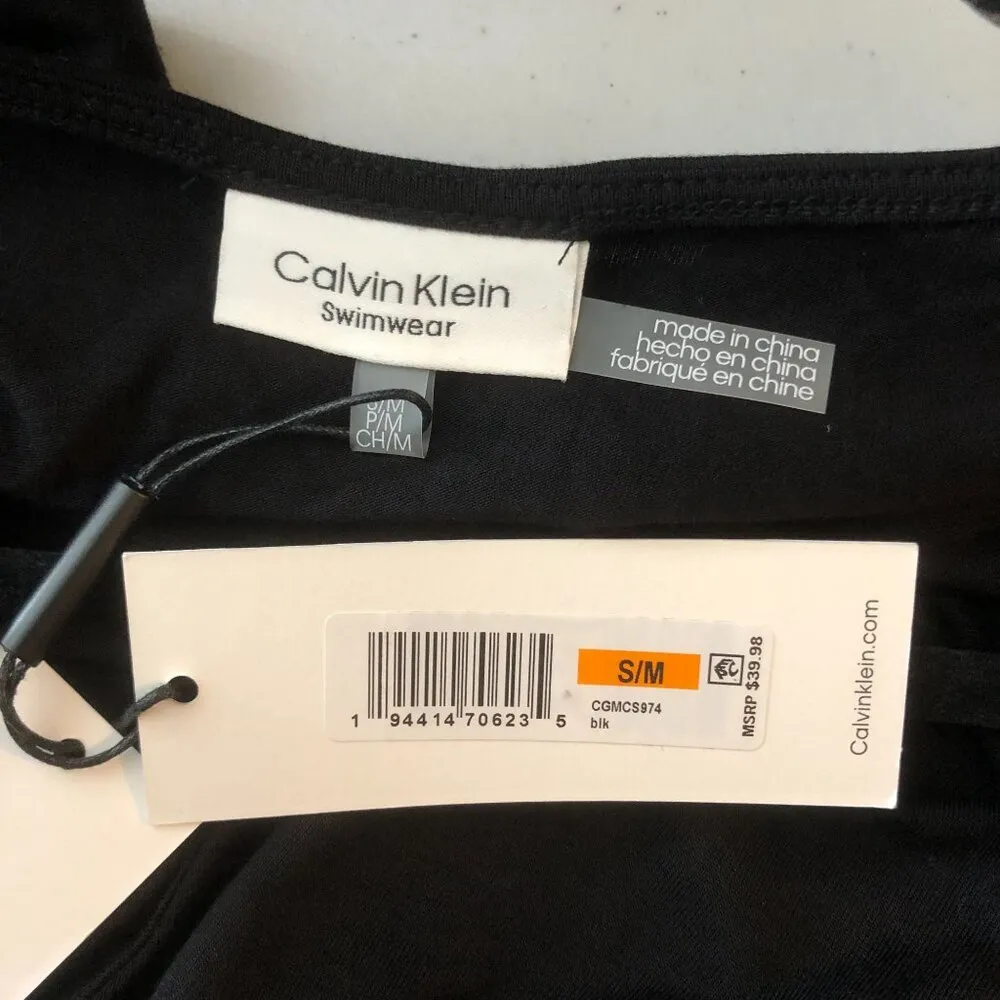 Calvin Klein
Swimwear
made in china
hecho en china
fabriqué en chine
S/M
P/M
CH/M
1 94414 70623 5
S/M
CGMCS974
blk
MSRP $39.98
Calvinklein.com